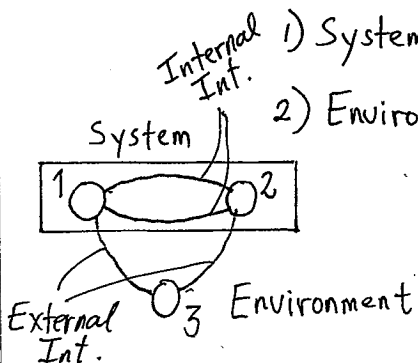 Internal
Int.
1) System
2) Enviro
System
1
2
3
Environment
External
Int.